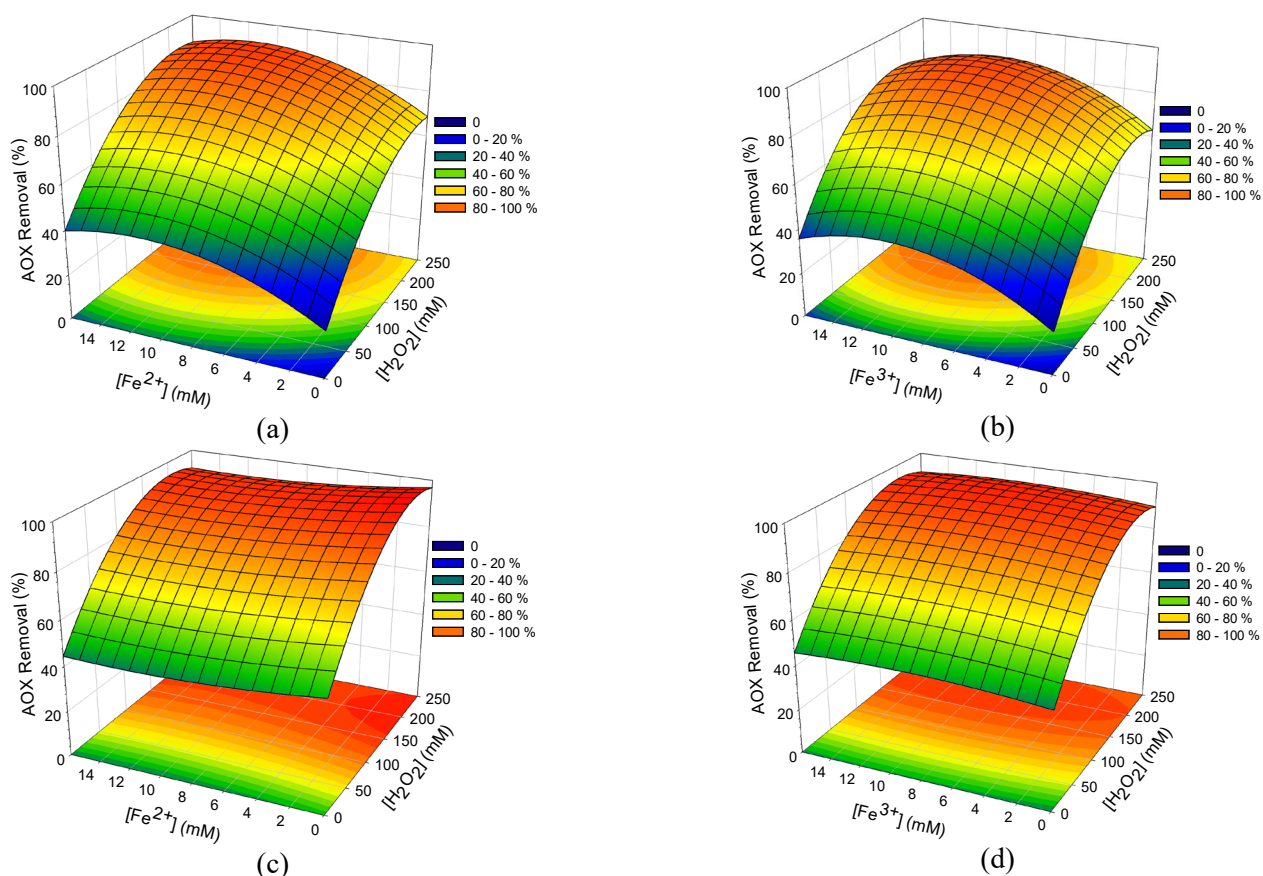 100
80
60
40
20
0
AOX Removal (%)
14 12 10 8 6 4 2 0
[Fe²⁺] (mM)
0 50 100 150 200 250
[H₂O₂] (mM)
0
0 - 20 %
20 - 40 %
40 - 60 %
60 - 80 %
80 - 100 %
(a)
100
80
60
40
20
0
AOX Removal (%)
14 12 10 8 6 4 2 0
[Fe³⁺] (mM)
0 50 100 150 200 250
[H₂O₂] (mM)
0
0 - 20 %
20 - 40 %
40 - 60 %
60 - 80 %
80 - 100 %
(b)
100
80
60
40
20
0
AOX Removal (%)
14 12 10 8 6 4 2 0
[Fe²⁺] (mM)
0 50 100 150 200 250
[H₂O₂] (mM)
0
0 - 20 %
20 - 40 %
40 - 60 %
60 - 80 %
80 - 100 %
(c)
100
80
60
40
20
0
AOX Removal (%)
14 12 10 8 6 4 2 0
[Fe³⁺] (mM)
0 50 100 150 200 250
[H₂O₂] (mM)
0
0 - 20 %
20 - 40 %
40 - 60 %
60 - 80 %
80 - 100 %
(d)